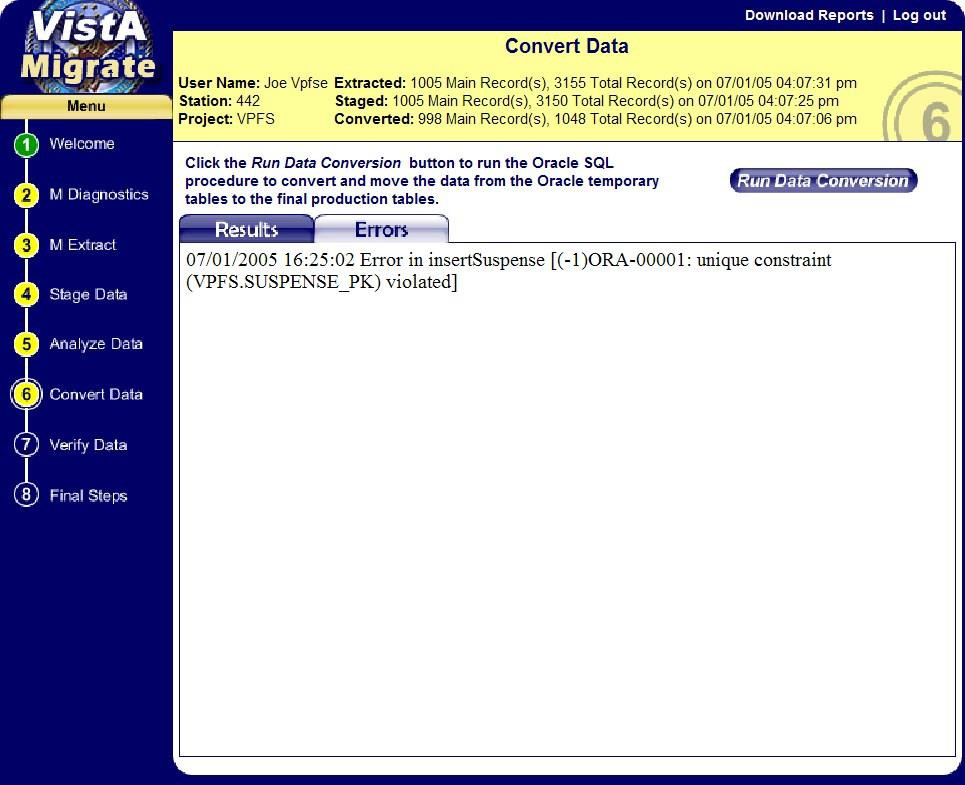 VistA
Migrate
Download Reports | Log out
Convert Data
User Name: Joe Vpfse Extracted: 1005 Main Record(s), 3155 Total Record(s) on 07/01/05 04:07:31 pm
Station: 442 Staged: 1005 Main Record(s), 3150 Total Record(s) on 07/01/05 04:07:25 pm
Project: VPFS Converted: 998 Main Record(s), 1048 Total Record(s) on 07/01/05 04:07:06 pm
6
Menu
1 Welcome
2 M Diagnostics
3 M Extract
4 Stage Data
5 Analyze Data
6 Convert Data
7 Verify Data
8 Final Steps
Click the Run Data Conversion button to run the Oracle SQL
procedure to convert and move the data from the Oracle temporary
tables to the final production tables.
Run Data Conversion
Results Errors
07/01/2005 16:25:02 Error in insertSuspense [(-1)ORA-00001: unique constraint
(VPFS.SUSPENSE_PK) violated]